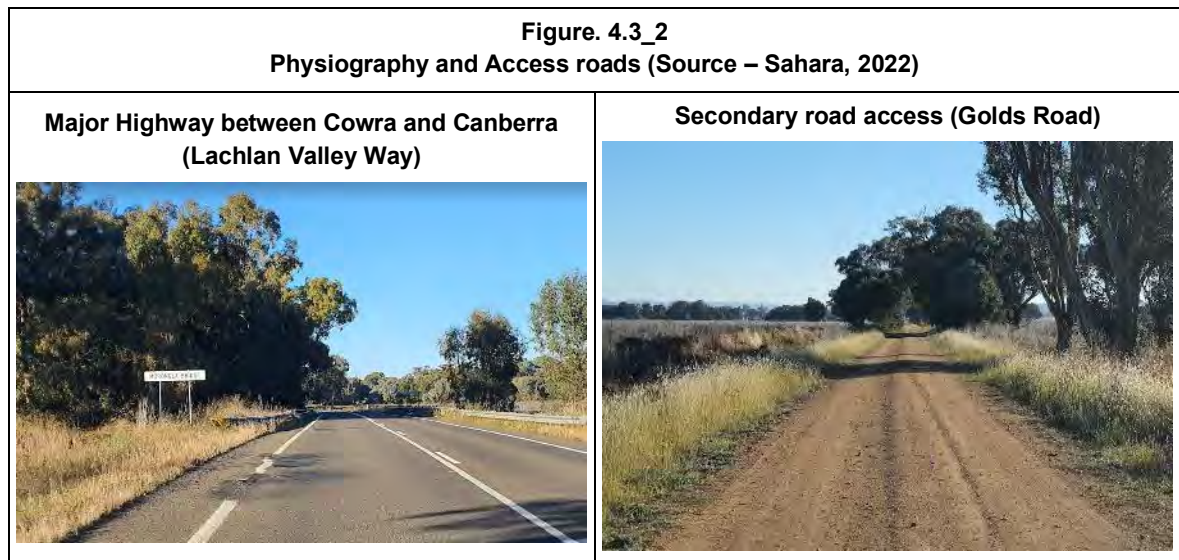 Figure. 4.3_2
Physiography and Access roads (Source – Sahara, 2022)
Major Highway between Cowra and Canberra
(Lachlan Valley Way)
Secondary road access (Golds Road)